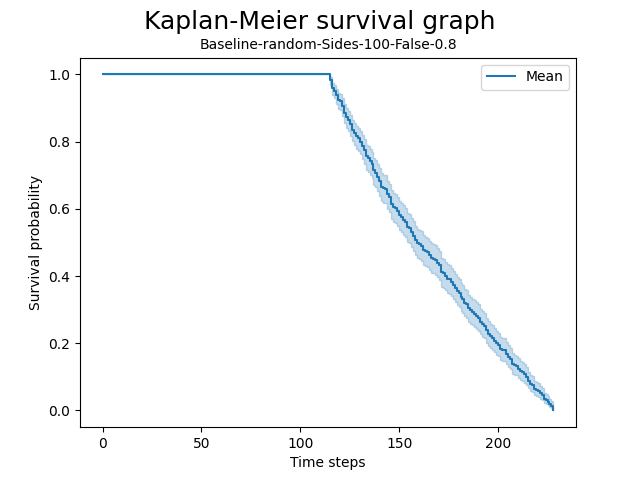 Kaplan-Meier survival graph
Baseline-random-Sides-100-False-0.8
Mean
Survival probability
1.0
0.8
0.6
0.4
0.2
0.0
0 50 100 150 200
Time steps